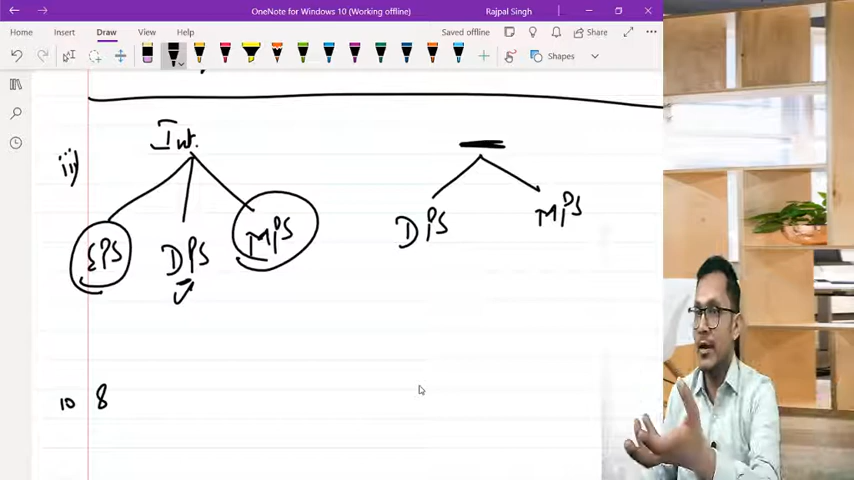 OneNote for Windows 10 (Working offline)
Rajpal Singh
Home Insert Draw View Help
Saved offline
Share
Shapes
iii) Int.
EPS DPS MPS
DPS MPS
10 8